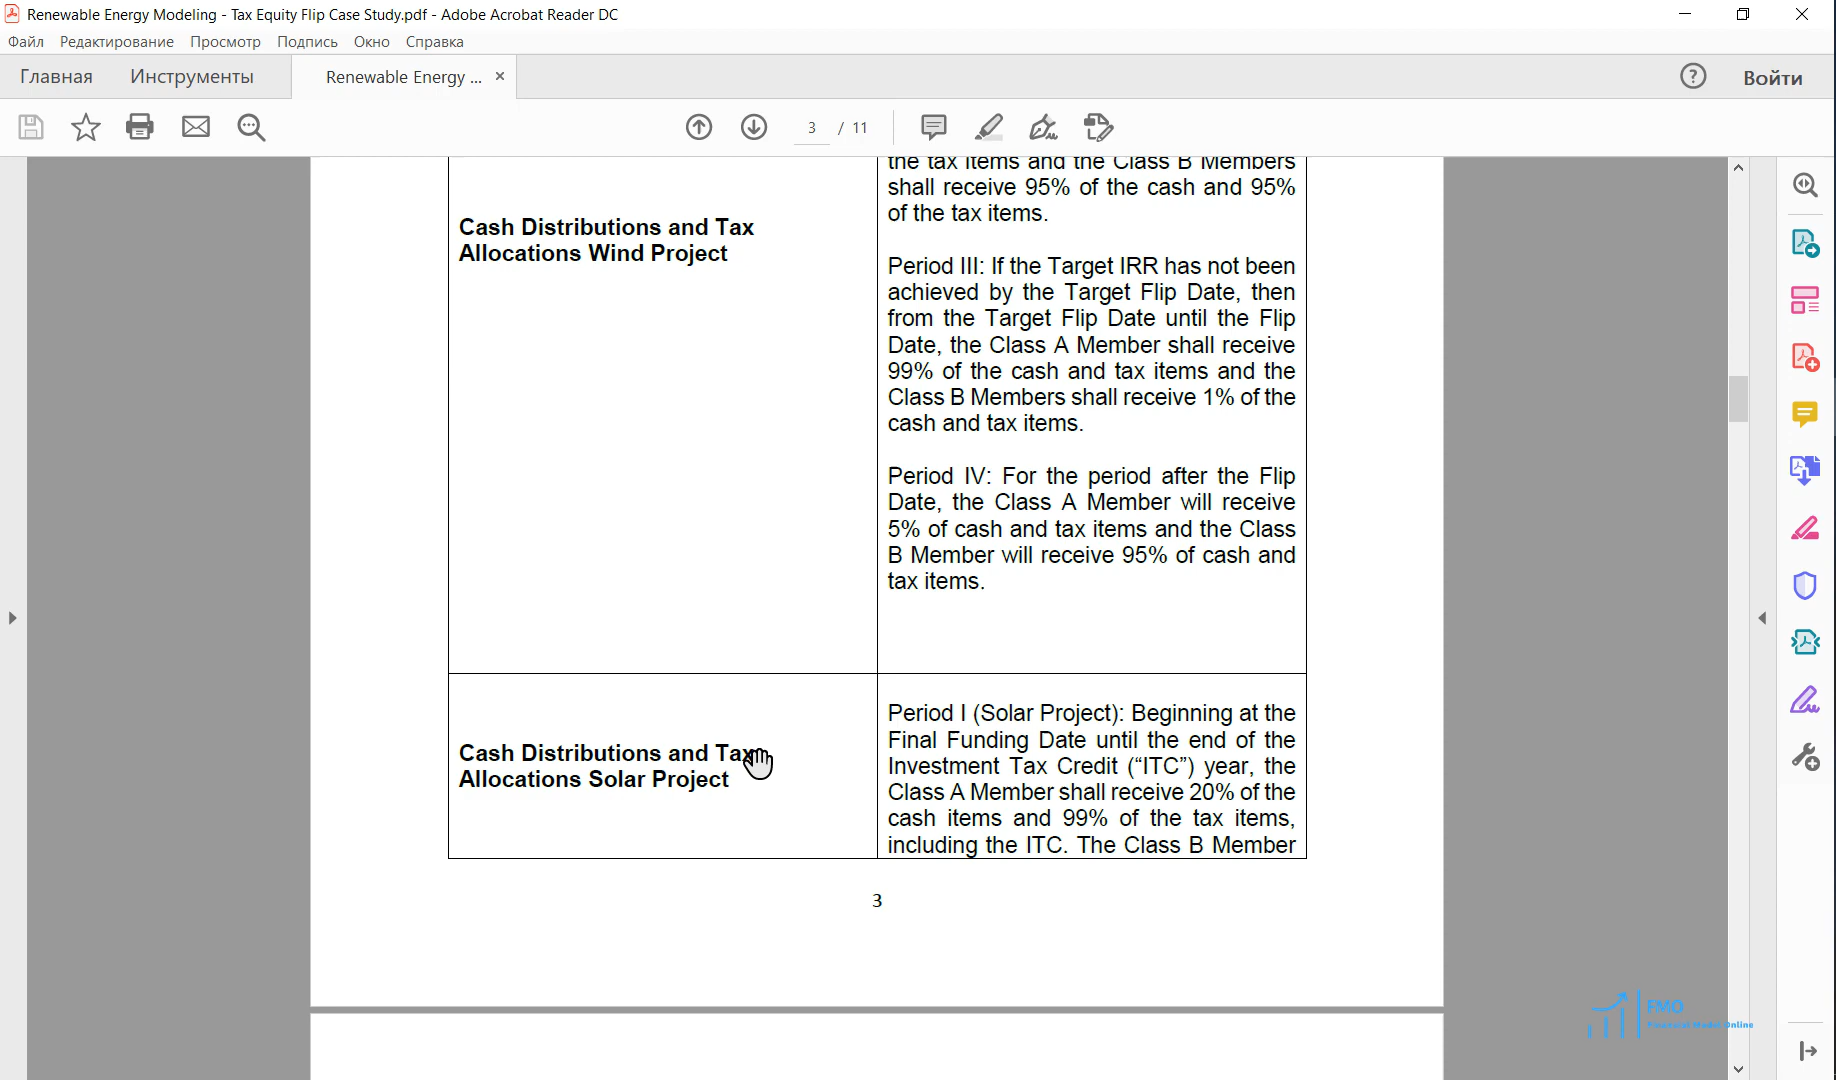 Renewable Energy Modeling - Tax Equity Flip Case Study.pdf - Adobe Acrobat Reader DC
Файл Редактирование Просмотр Подпись Окно Справка
Главная Инструменты Renewable Energy ... × ? Войти
3 / 11
Cash Distributions and Tax
Allocations Wind Project
the tax items and the Class B Members
shall receive 95% of the cash and 95%
of the tax items.
Period III: If the Target IRR has not been
achieved by the Target Flip Date, then
from the Target Flip Date until the Flip
Date, the Class A Member shall receive
99% of the cash and tax items and the
Class B Members shall receive 1% of the
cash and tax items.
Period IV: For the period after the Flip
Date, the Class A Member will receive
5% of cash and tax items and the Class
B Member will receive 95% of cash and
tax items.
Cash Distributions and Tax
Allocations Solar Project
Period I (Solar Project): Beginning at the
Final Funding Date until the end of the
Investment Tax Credit (“ITC”) year, the
Class A Member shall receive 20% of the
cash items and 99% of the tax items,
including the ITC. The Class B Member
3
FMO
Financial Model Online